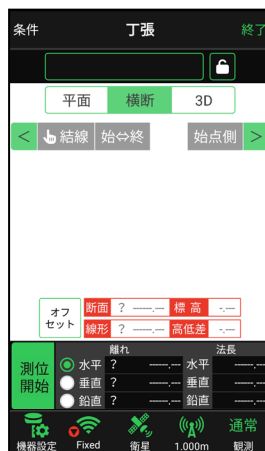 条件 丁張 終了
平面 横断 3D
< 結線 始⇔終 始点側 >
オフセット 断面 ? -----.--- 標高 -.---
線形 ? -----.--- 高低差 -.---
離れ 法長
測位開始 水平 ? -----.--- 水平 -----.---
垂直 ? -----.--- 垂直 -----.---
鉛直 ? -----.--- 鉛直 -----.---
通常
機器設定 Fixed 衛星 1.000m 観測